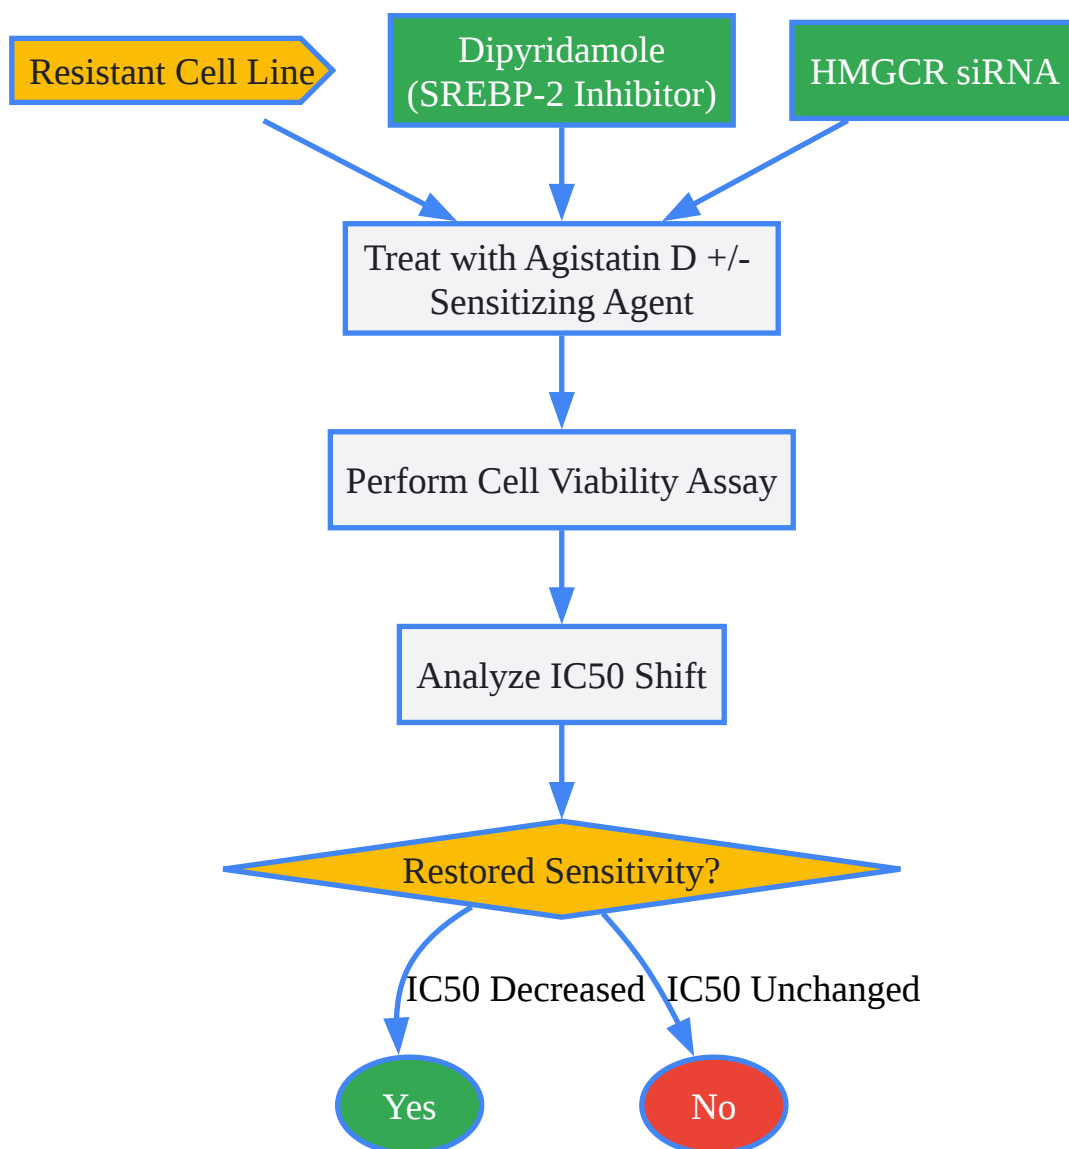 Resistant Cell Line
Dipyridamole
(SREBP-2 Inhibitor)
HMGCR siRNA
Treat with Agistatin D +/-
Sensitizing Agent
Perform Cell Viability Assay
Analyze IC50 Shift
Restored Sensitivity?
IC50 Decreased
IC50 Unchanged
Yes
No